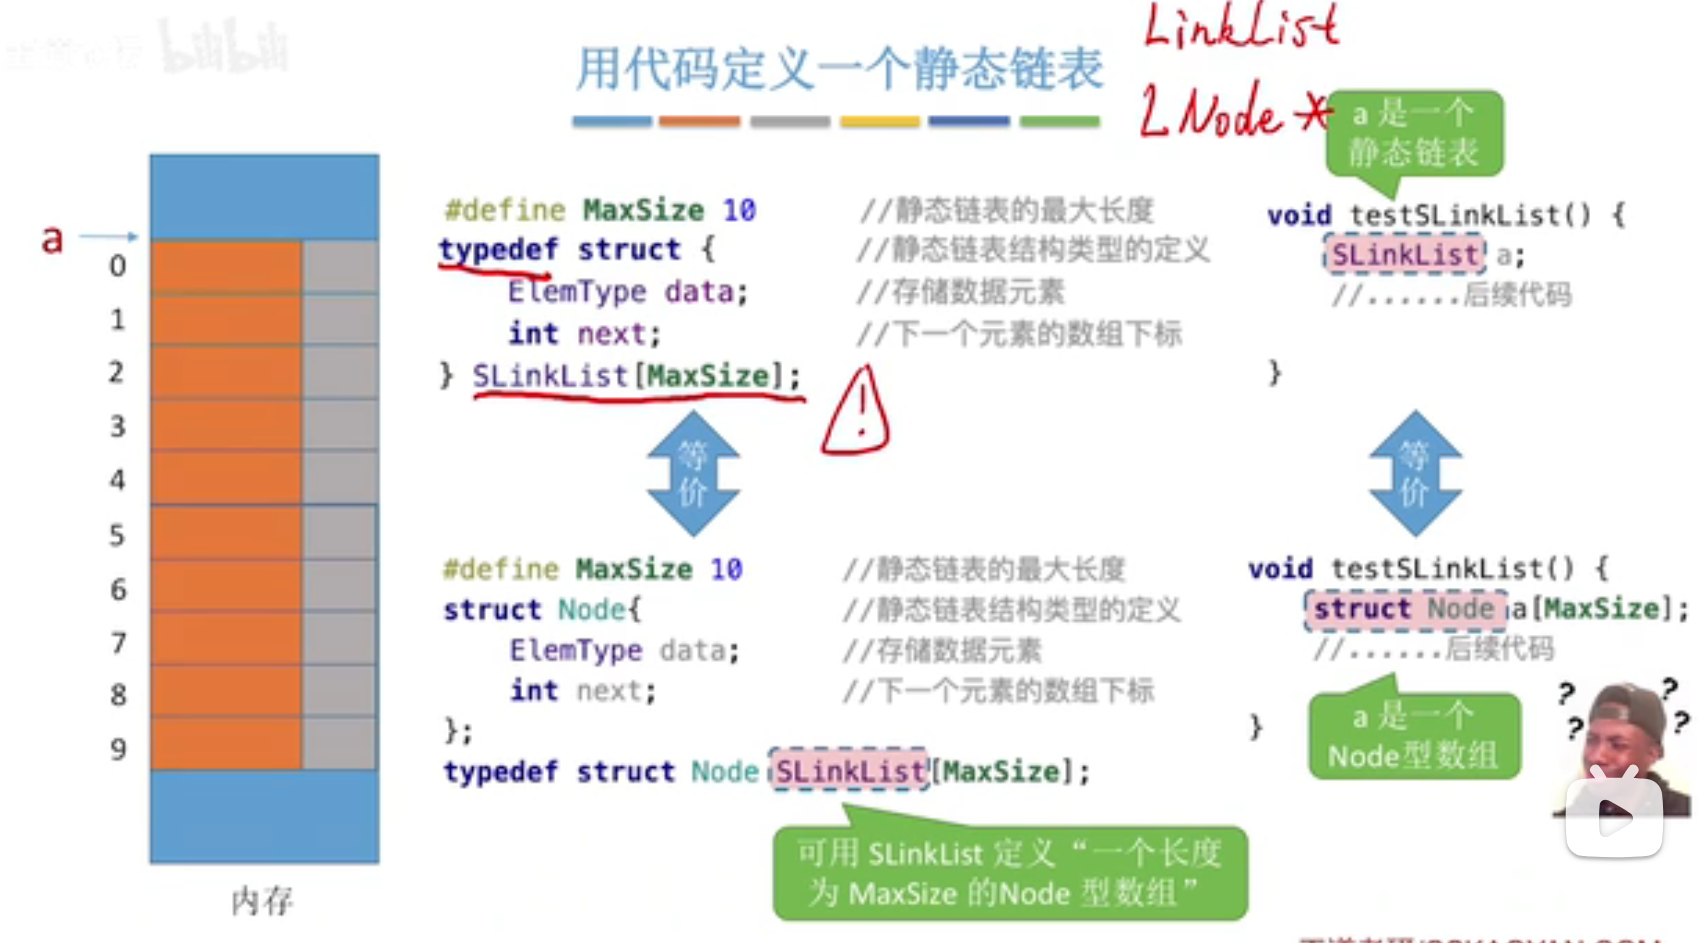 bilibili
LinkList
LNode *
用代码定义一个静态链表
a 是一个
静态链表
a
0
1
2
3
4
5
6
7
8
9
内存
#define MaxSize 10 //静态链表的最大长度
typedef struct { //静态链表结构类型的定义
ElemType data; //存储数据元素
int next; //下一个元素的数组下标
} SLinkList[MaxSize];
!
void testSLinkList() {
SLinkList a;
//......后续代码
}
等
价
等
价
#define MaxSize 10 //静态链表的最大长度
struct Node{ //静态链表结构类型的定义
ElemType data; //存储数据元素
int next; //下一个元素的数组下标
};
typedef struct Node SLinkList[MaxSize];
可用 SLinkList 定义“一个长度
为 MaxSize 的Node 型数组”
void testSLinkList() {
struct Node a[MaxSize];
//......后续代码
}
a 是一个
Node型数组
? ?
? ?